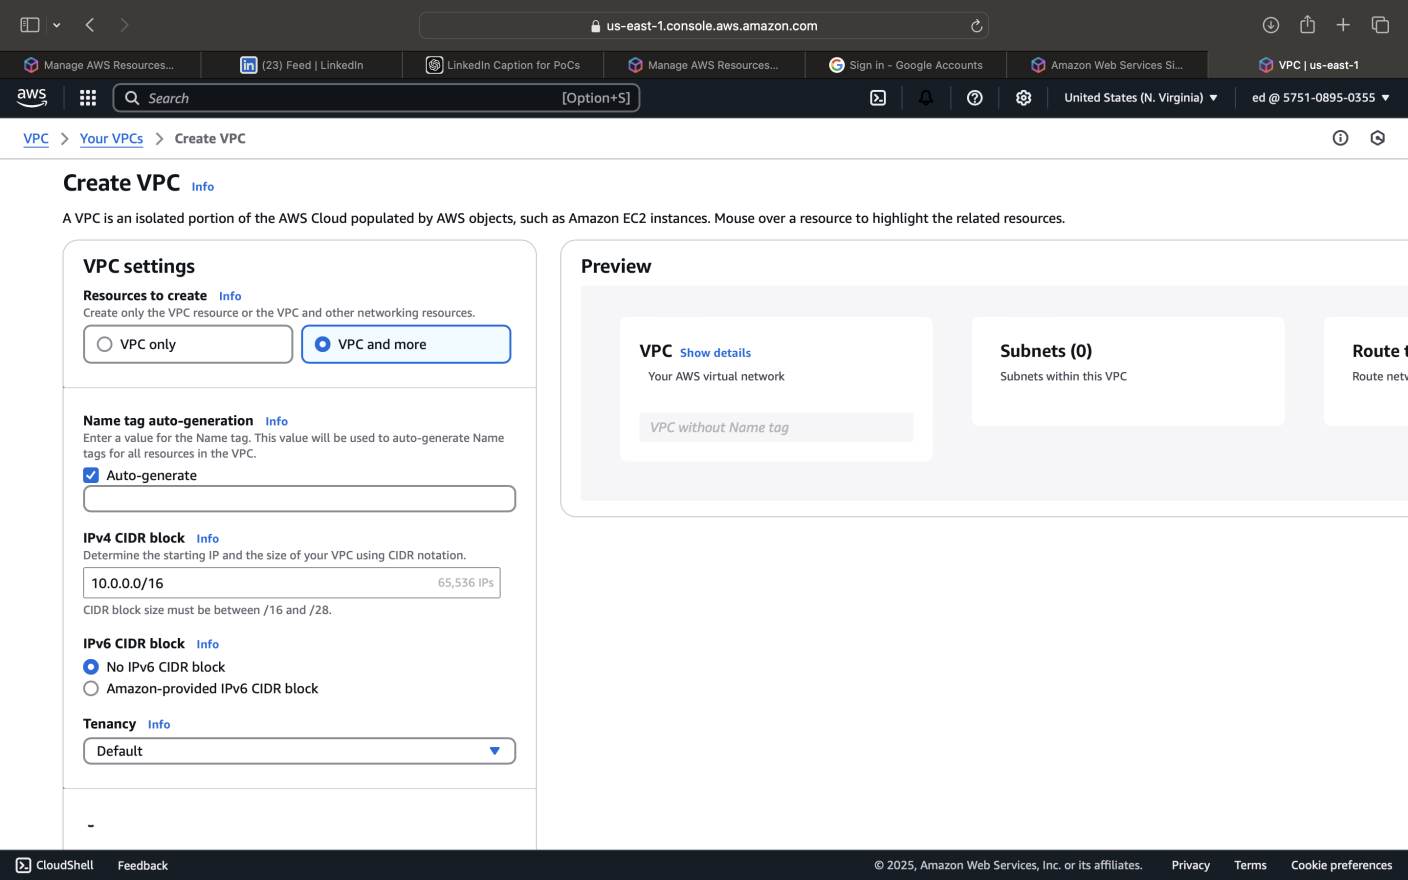 us-east-1.console.aws.amazon.com
Manage AWS Resources...
(23) Feed | LinkedIn
LinkedIn Caption for PoCs
Manage AWS Resources...
Sign in - Google Accounts
Amazon Web Services Si...
VPC | us-east-1
aws
Search
[Option+S]
United States (N. Virginia)
ed @ 5751-0895-0355
VPC
Your VPCs
Create VPC
Create VPC Info
A VPC is an isolated portion of the AWS Cloud populated by AWS objects, such as Amazon EC2 instances. Mouse over a resource to highlight the related resources.
VPC settings
Resources to create Info
Create only the VPC resource or the VPC and other networking resources.
VPC only
VPC and more
Name tag auto-generation Info
Enter a value for the Name tag. This value will be used to auto-generate Name
tags for all resources in the VPC.
Auto-generate
IPv4 CIDR block Info
Determine the starting IP and the size of your VPC using CIDR notation.
10.0.0.0/16
65,536 IPs
CIDR block size must be between /16 and /28.
IPv6 CIDR block Info
No IPv6 CIDR block
Amazon-provided IPv6 CIDR block
Tenancy Info
Default
-
Preview
VPC Show details
Your AWS virtual network
VPC without Name tag
Subnets (0)
Subnets within this VPC
Route t
Route netw
CloudShell
Feedback
© 2025, Amazon Web Services, Inc. or its affiliates.
Privacy
Terms
Cookie preferences